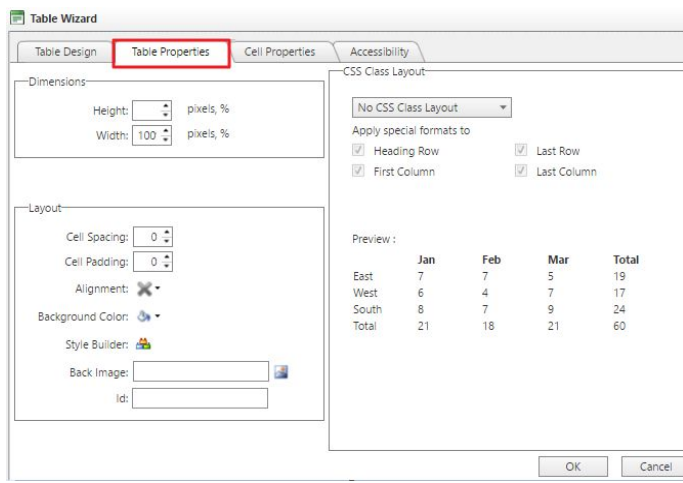 Table Wizard
Table Design Table Properties Cell Properties Accessibility
Dimensions
Height: pixels, %
Width: 100 pixels, %
Layout
Cell Spacing: 0
Cell Padding: 0
Alignment:
Background Color:
Style Builder:
Back Image:
Id:
CSS Class Layout
No CSS Class Layout
Apply special formats to
Heading Row Last Row
First Column Last Column
Preview :
Jan Feb Mar Total
East 7 7 5 19
West 6 4 7 17
South 8 7 9 24
Total 21 18 21 60
OK Cancel